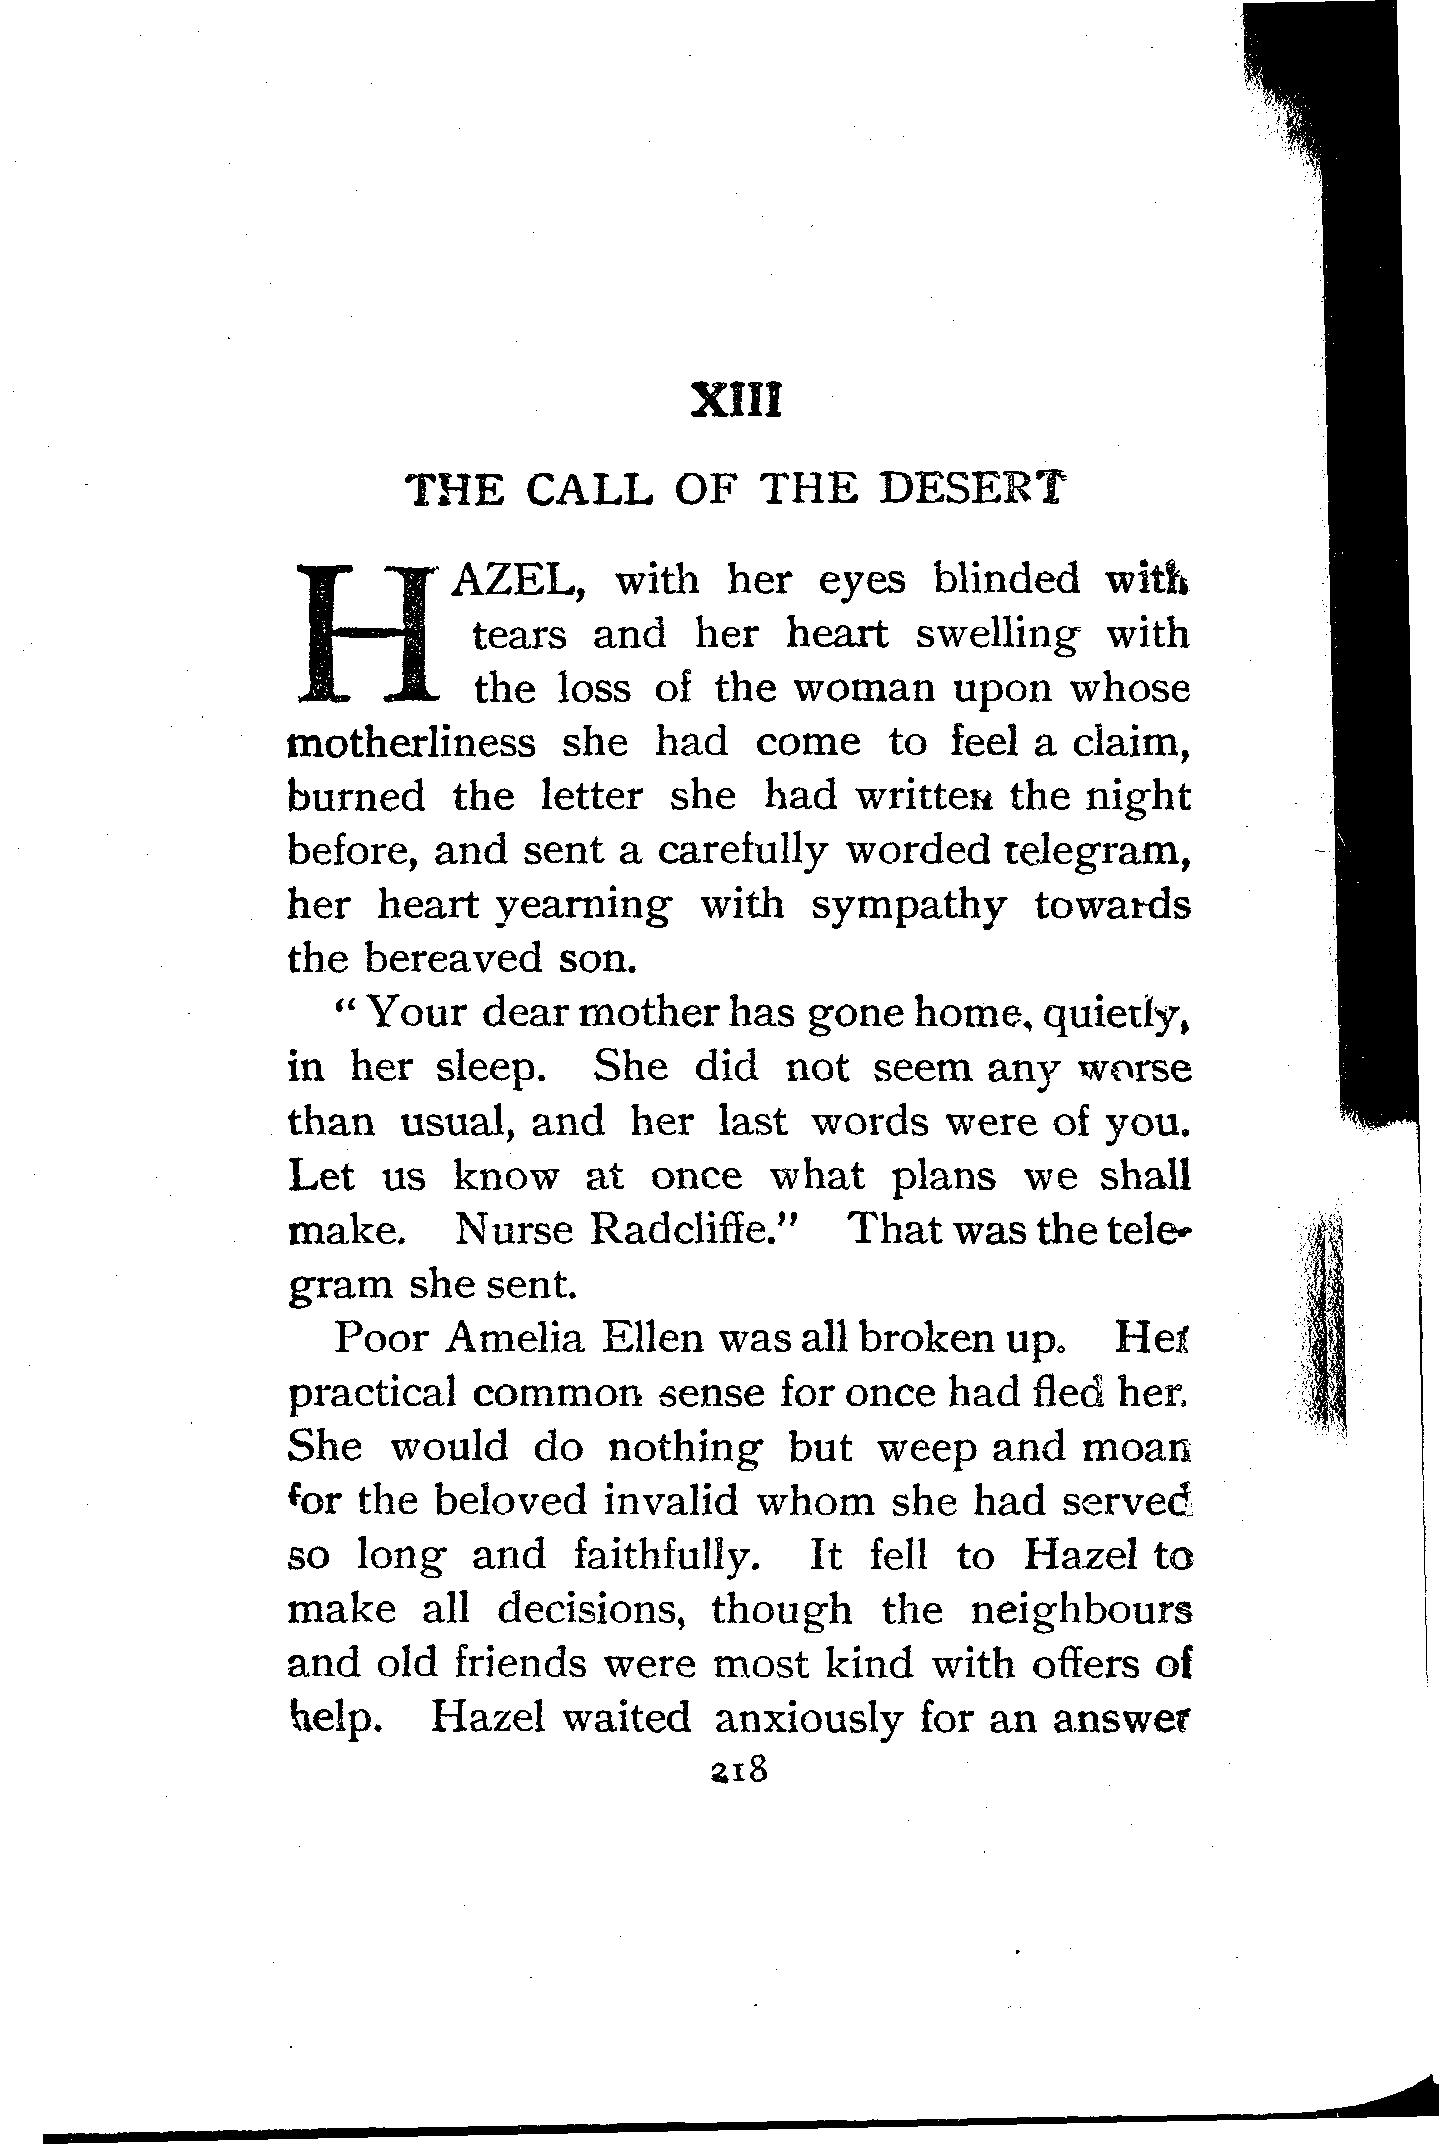 XIII
THE CALL OF THE DESERT
HAZEL, with her eyes blinded with
tears and her heart swelling with
the loss of the woman upon whose
motherliness she had come to feel a claim,
burned the letter she had written the night
before, and sent a carefully worded telegram,
her heart yearning with sympathy towards
the bereaved son.
"Your dear mother has gone home, quietly,
in her sleep. She did not seem any worse
than usual, and her last words were of you.
Let us know at once what plans we shall
make. Nurse Radcliffe." That was the tele-
gram she sent.
Poor Amelia Ellen was all broken up. Her
practical common sense for once had fled her.
She would do nothing but weep and moan
for the beloved invalid whom she had served
so long and faithfully. It fell to Hazel to
make all decisions, though the neighbours
and old friends were most kind with offers of
help. Hazel waited anxiously for an answer
218